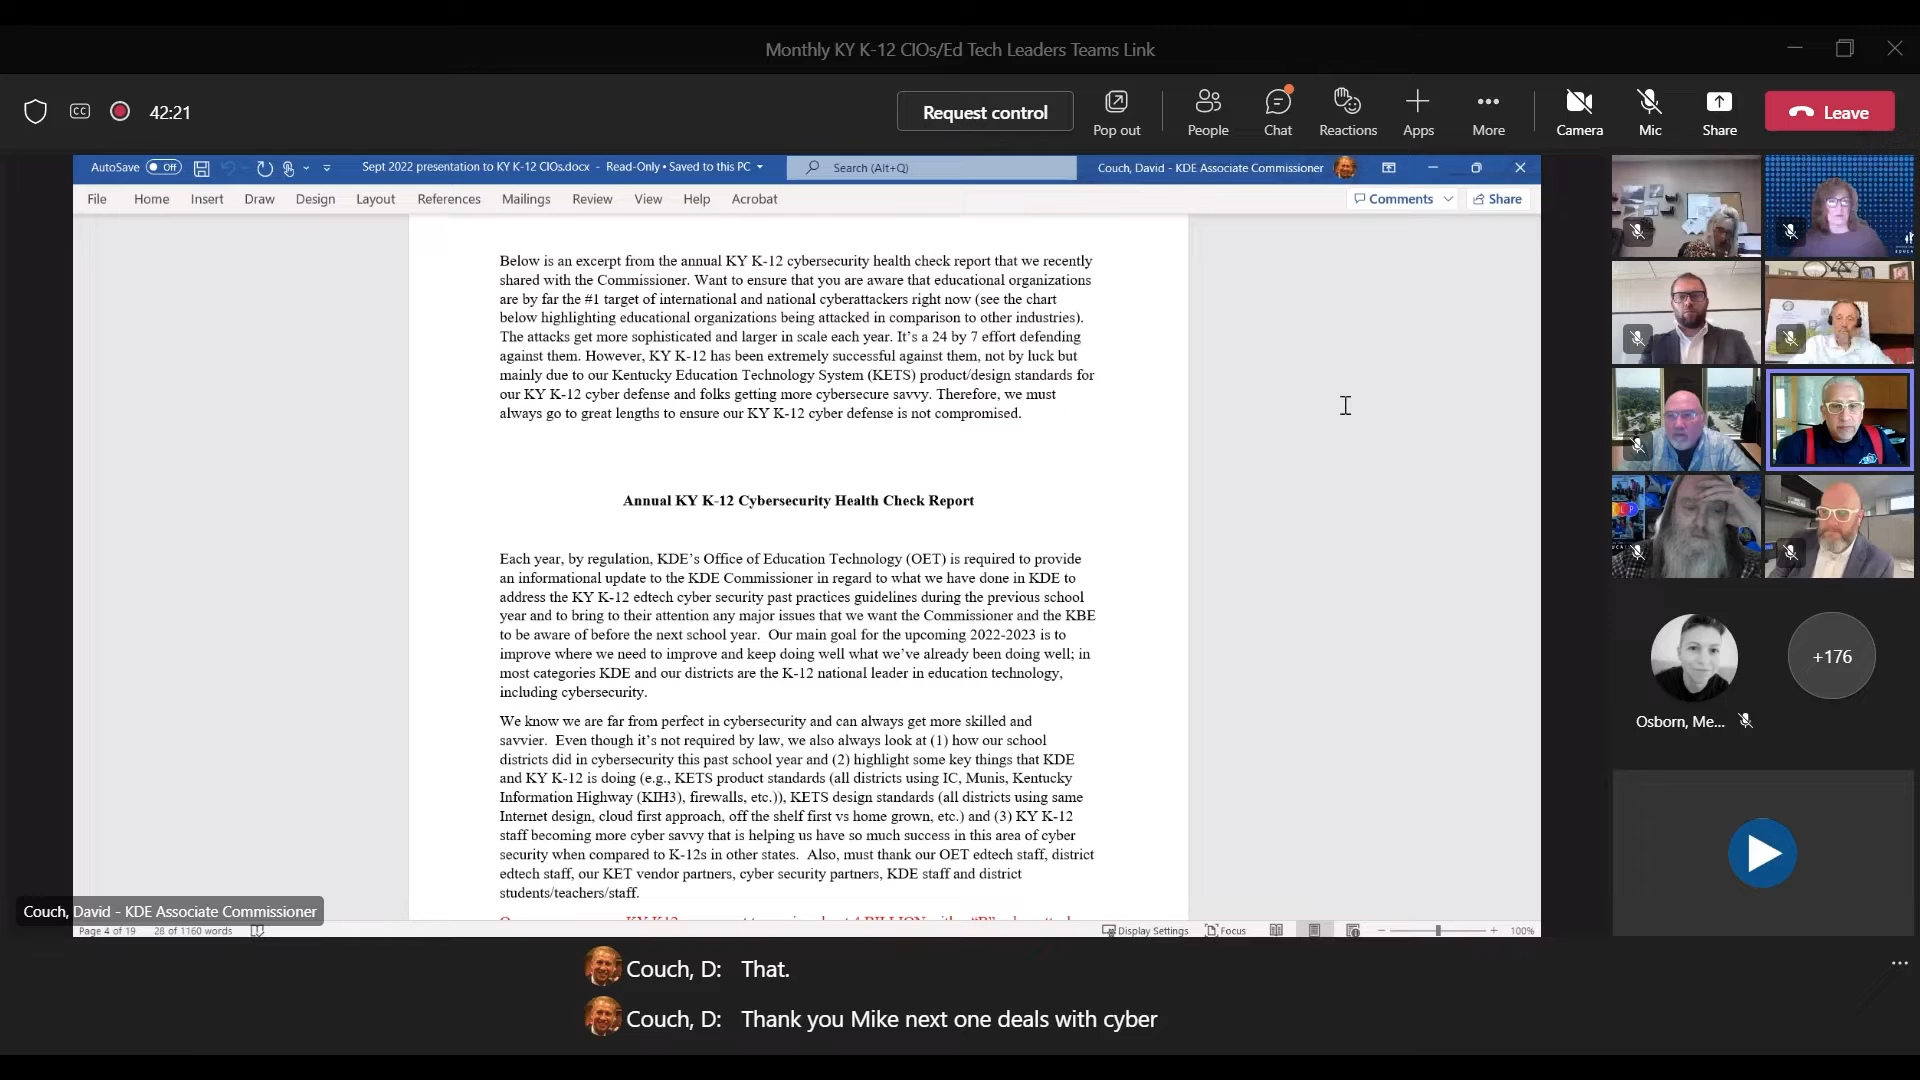 Monthly KY K-12 CIOs/Ed Tech Leaders Teams Link
CC
42:21
Request control
Pop out
People
Chat
Reactions
Apps
More
Camera
Mic
Share
Leave
AutoSave Off
Sept 2022 presentation to KY K-12 CIOs.docx - Read-Only • Saved to this PC
Search (Alt+Q)
Couch, David - KDE Associate Commissioner
File Home Insert Draw Design Layout References Mailings Review View Help Acrobat
Comments
Share
Below is an excerpt from the annual KY K-12 cybersecurity health check report that we recently
shared with the Commissioner. Want to ensure that you are aware that educational organizations
are by far the #1 target of international and national cyberattackers right now (see the chart
below highlighting educational organizations being attacked in comparison to other industries).
The attacks get more sophisticated and larger in scale each year. It’s a 24 by 7 effort defending
against them. However, KY K-12 has been extremely successful against them, not by luck but
mainly due to our Kentucky Education Technology System (KETS) product/design standards for
our KY K-12 cyber defense and folks getting more cybersecure savvy. Therefore, we must
always go to great lengths to ensure our KY K-12 cyber defense is not compromised.
Annual KY K-12 Cybersecurity Health Check Report
Each year, by regulation, KDE’s Office of Education Technology (OET) is required to provide
an informational update to the KDE Commissioner in regard to what we have done in KDE to
address the KY K-12 edtech cyber security past practices guidelines during the previous school
year and to bring to their attention any major issues that we want the Commissioner and the KBE
to be aware of before the next school year. Our main goal for the upcoming 2022-2023 is to
improve where we need to improve and keep doing well what we’ve already been doing well; in
most categories KDE and our districts are the K-12 national leader in education technology,
including cybersecurity.
We know we are far from perfect in cybersecurity and can always get more skilled and
savvier. Even though it’s not required by law, we also always look at (1) how our school
districts did in cybersecurity this past school year and (2) highlight some key things that KDE
and KY K-12 is doing (e.g., KETS product standards (all districts using IC, Munis, Kentucky
Information Highway (KIH3), firewalls, etc.)), KETS design standards (all districts using same
Internet design, cloud first approach, off the shelf first vs home grown, etc.) and (3) KY K-12
staff becoming more cyber savvy that is helping us have so much success in this area of cyber
security when compared to K-12s in other states. Also, must thank our OET edtech staff, district
edtech staff, our KET vendor partners, cyber security partners, KDE staff and district
students/teachers/staff.
Couch, David - KDE Associate Commissioner
Page 4 of 19 28 of 1160 words
Display Settings
Focus
100%
+176
Osborn, Me...
Couch, D: That.
Couch, D: Thank you Mike next one deals with cyber